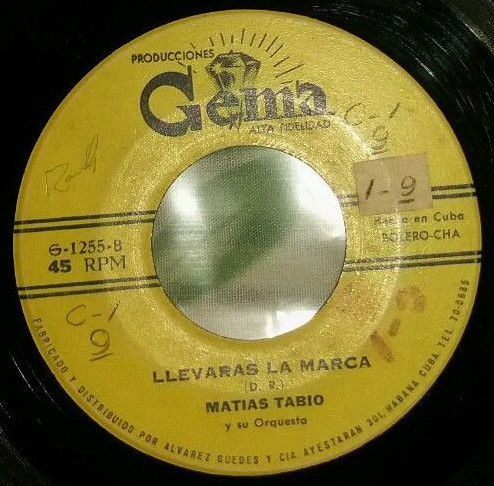 PRODUCCIONES
Gema
ALTA FIDELIDAD
C-1
9
1-9
Hecho en Cuba
BOLERO-CHA
G-1255-B
45 RPM
C-1
9
LLEVARAS LA MARCA
(D. R.)
MATIAS TABIO
y su Orquesta
FABRICADO Y DISTRIBUIDO POR ALVAREZ GUEDES Y CIA AYESTARAN 301, HABANA CUBA. TEL. 70-0685